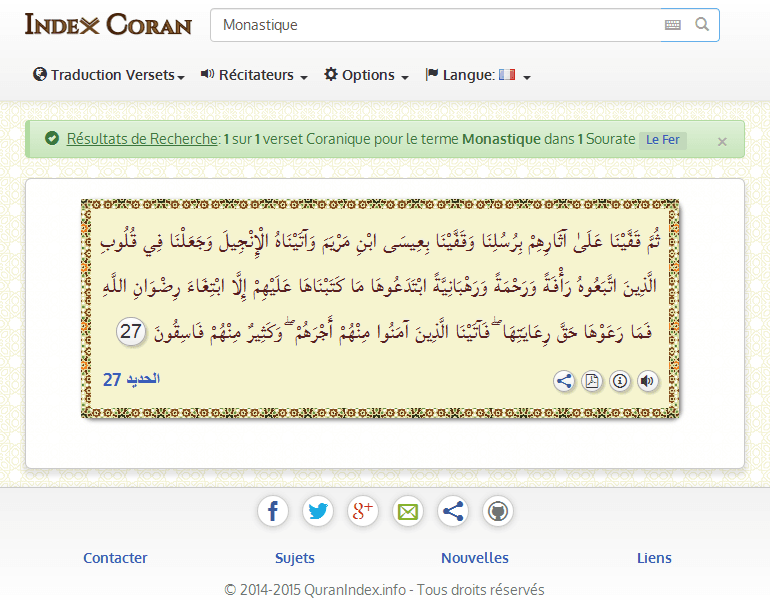 INDEX CORAN
Monastique
Traduction Versets Récitateurs Options Langue:
Résultats de Recherche: 1 sur 1 verset Coranique pour le terme Monastique dans 1 Sourate Le Fer ×
ثُمَّ قَفَّيْنَا عَلَىٰ آثَارِهِمْ بِرُسُلِنَا وَقَفَّيْنَا بِعِيسَى ابْنِ مَرْيَمَ وَآتَيْنَاهُ الْإِنْجِيلَ وَجَعَلْنَا فِي قُلُوبِ
الَّذِينَ اتَّبَعُوهُ رَأْفَةً وَرَحْمَةً وَرَهْبَانِيَّةً ابْتَدَعُوهَا مَا كَتَبْنَاهَا عَلَيْهِمْ إِلَّا ابْتِغَاءَ رِضْوَانِ اللَّهِ
فَمَا رَعَوْهَا حَقَّ رِعَايَتِهَا ۖ فَآتَيْنَا الَّذِينَ آمَنُوا مِنْهُمْ أَجْرَهُمْ ۖ وَكَثِيرٌ مِنْهُمْ فَاسِقُونَ 27
الحديد 27
f 8+
Contacter Sujets Nouvelles Liens
© 2014-2015 QuranIndex.info - Tous droits réservés